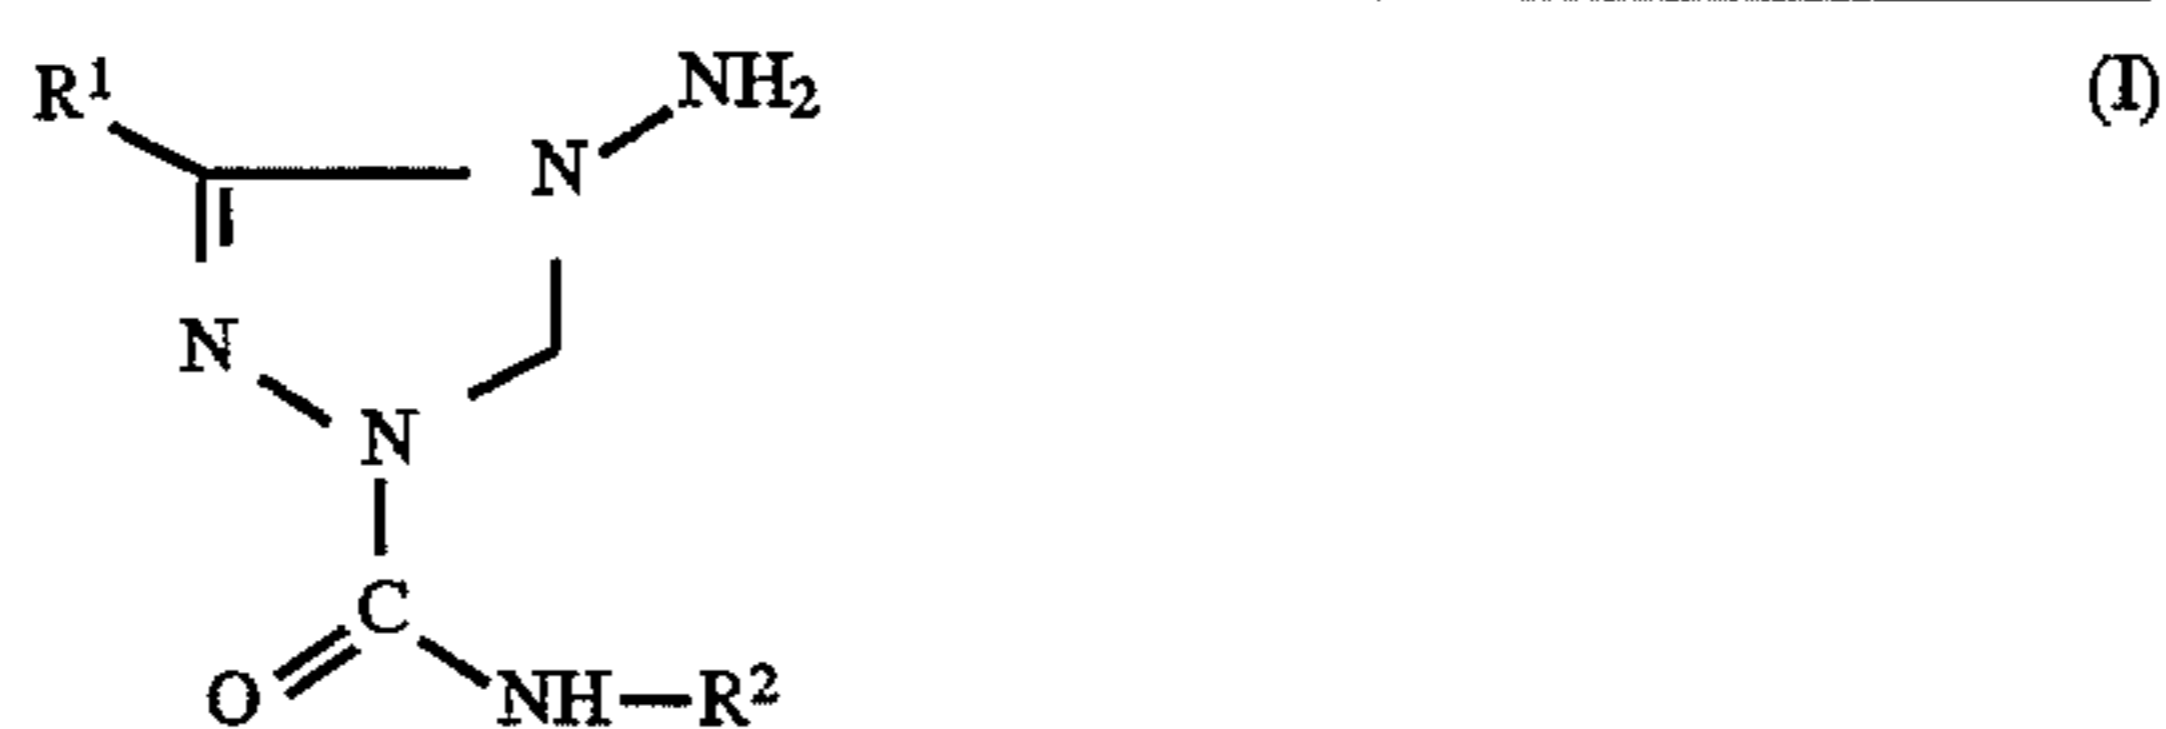 R¹ NH₂ (I)
N
N
N
C
O NH R²